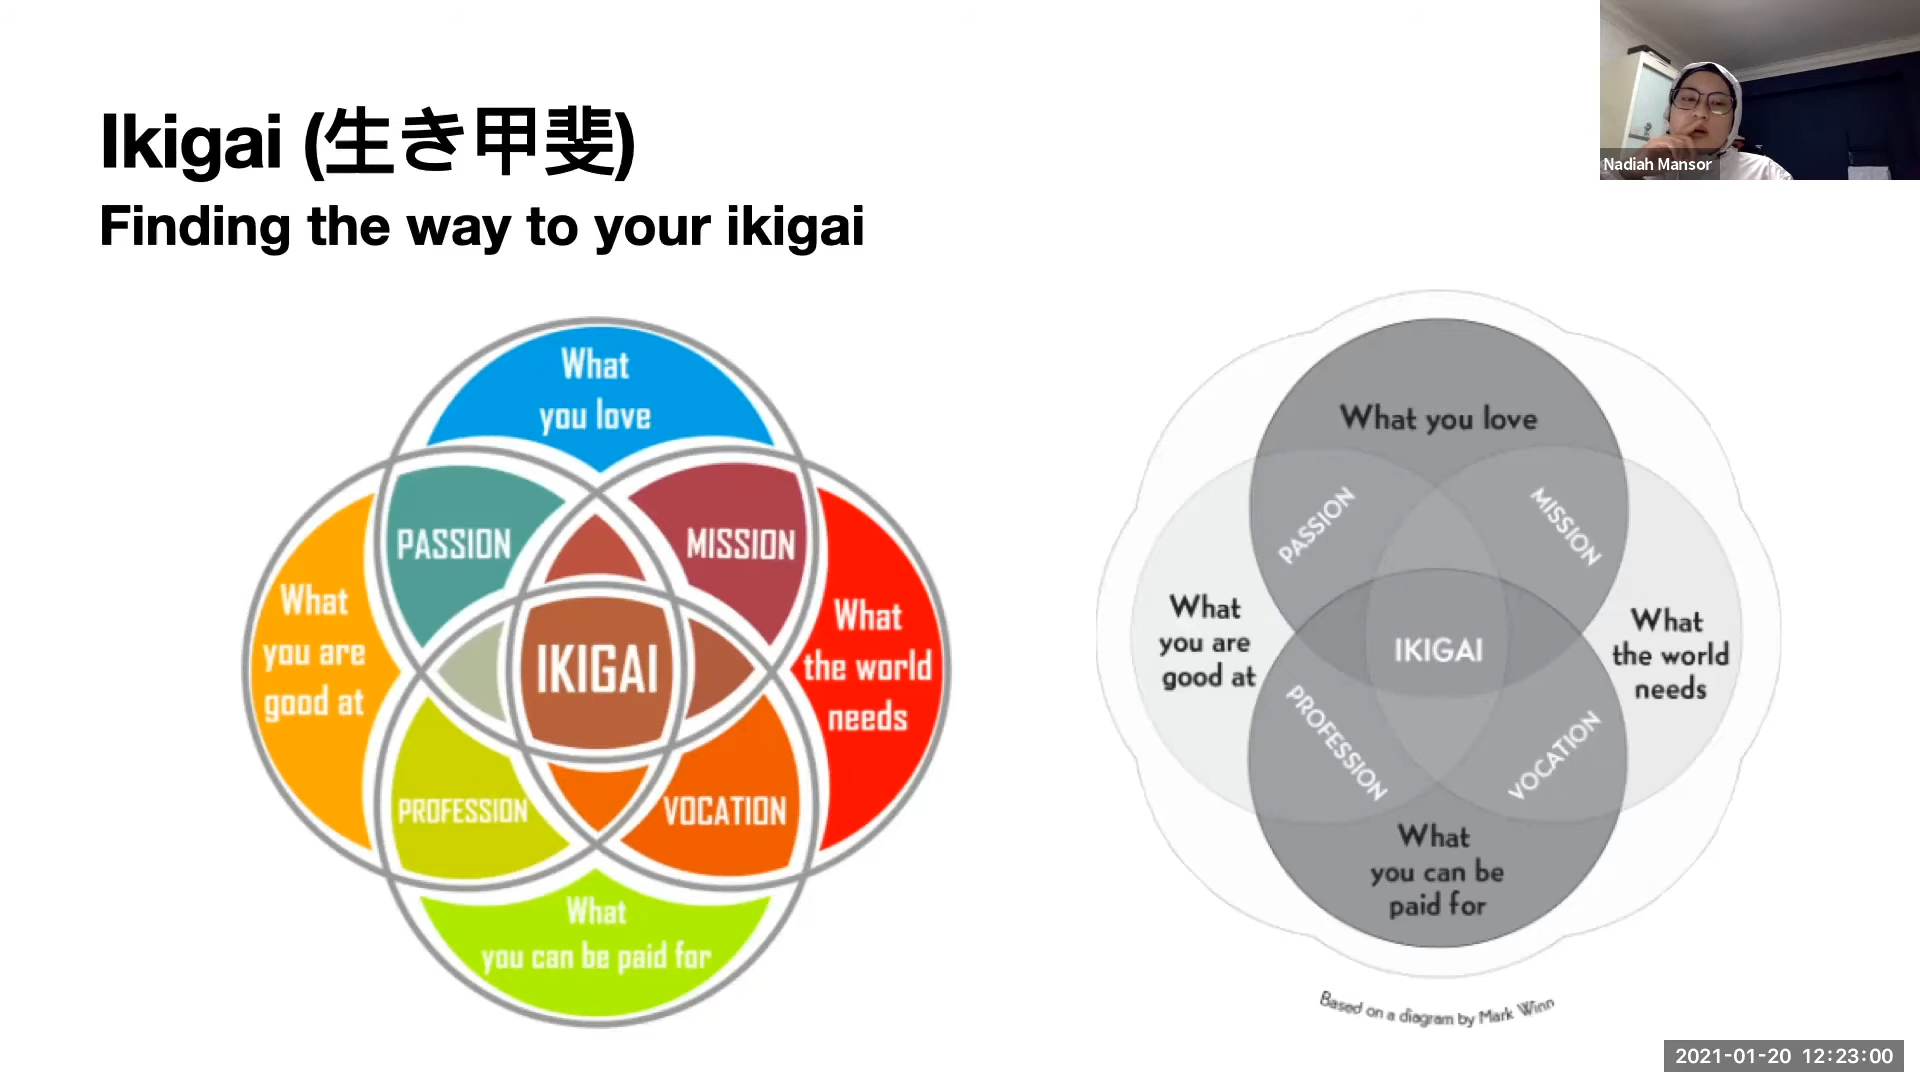 Ikigai (生き甲斐)
Finding the way to your ikigai
Nadiah Mansor
What
you love
PASSION
MISSION
What
you are
good at
IKIGAI
What
the world
needs
PROFESSION
VOCATION
What
you can be paid for
What you love
PASSION
MISSION
What
you are
good at
IKIGAI
What
the world
needs
PROFESSION
VOCATION
What
you can be
paid for
Based on a diagram by Mark Winn
2021-01-20 12:23:00